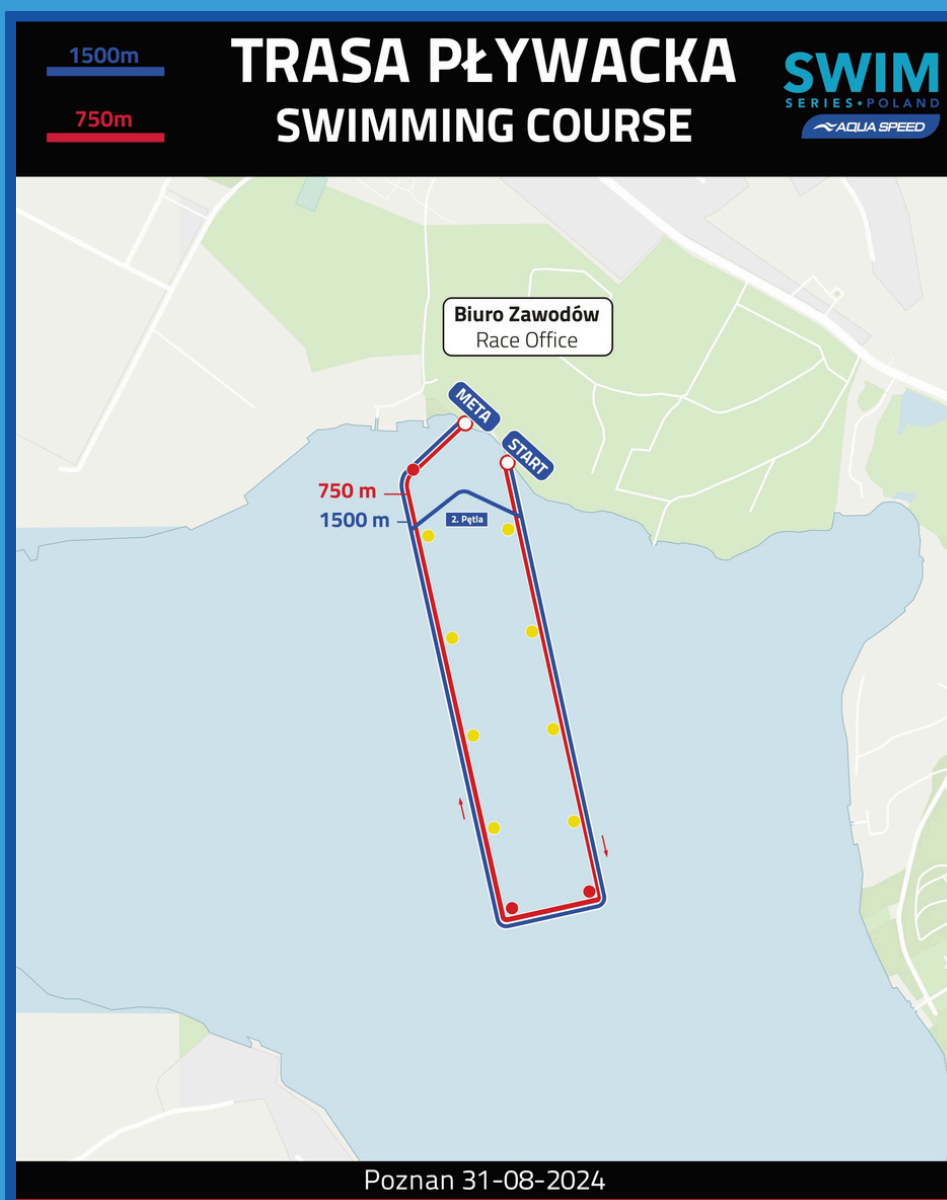 1500m
750m
TRASA PŁYWACKA
SWIMMING COURSE
SWIM
SERIES•POLAND
AQUA SPEED
Biuro Zawodów
Race Office
META
START
750 m
1500 m
2. Pętla
Poznan 31-08-2024